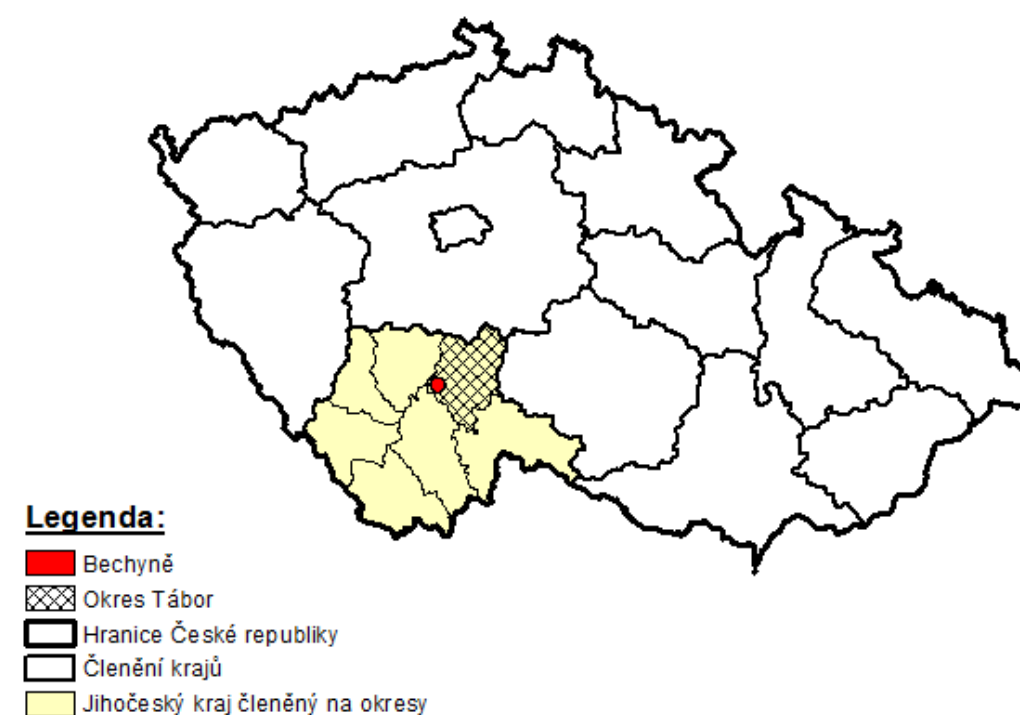 Legenda:
Bechyně
Okres Tábor
Hranice České republiky
Členění krajů
Jihočeský kraj členěný na okresy